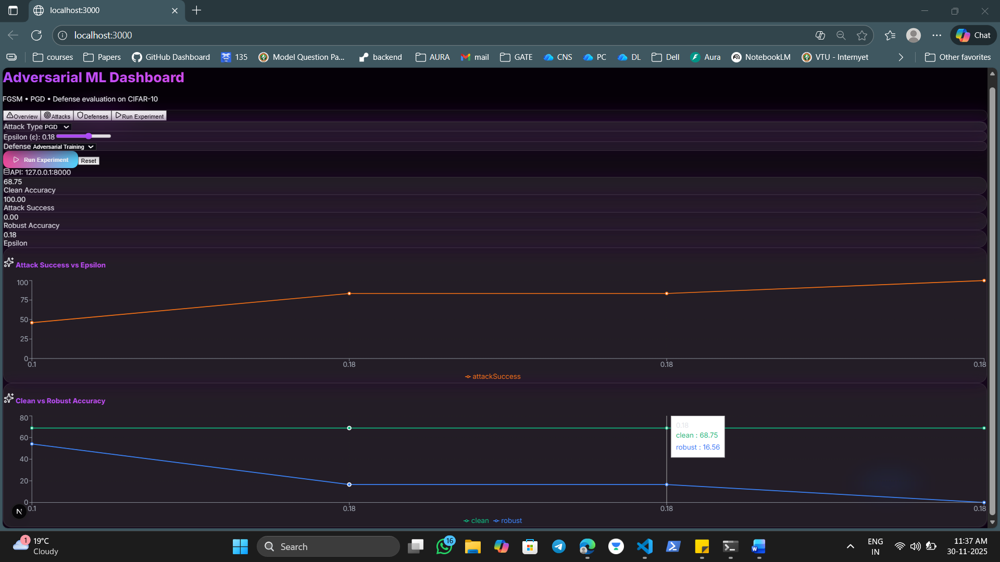 localhost:3000
localhost:3000
Chat
courses Papers GitHub Dashboard 135 Model Question Pa... backend AURA mail GATE CNS PC DL Dell Aura NotebookLM VTU - Internyet Other favorites
Adversarial ML Dashboard
FGSM • PGD • Defense evaluation on CIFAR-10
Overview Attacks Defenses Run Experiment
Attack Type PGD
Epsilon (ε): 0.18
Defense Adversarial Training
Run Experiment Reset
API: 127.0.0.1:8000
68.75
Clean Accuracy
100.00
Attack Success
0.00
Robust Accuracy
0.18
Epsilon
Attack Success vs Epsilon
100
75
50
25
0
0.1 0.18 0.18 0.18
attackSuccess
Clean vs Robust Accuracy
80
60
40
20
0
0.18
clean : 68.75
robust : 16.56
0.1 0.18 0.18 0.18
clean robust
N
1
19°C
Cloudy
Search
16
W
ENG
IN
11:37 AM
30-11-2025